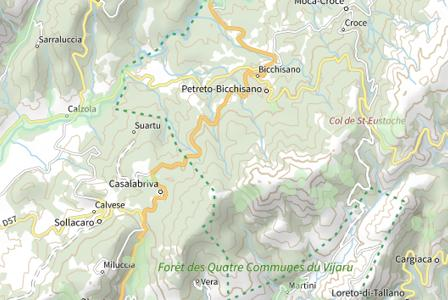 Moca-Croce
Croce
Sarraluccia
Bicchisano
Petreto-Bicchisano
Calzola
Suartu
Col de St-Eustache
Casalabriva
D57
Calvese
Sollacaro
Miluccia
Forêt des Quatre Communes du Vijaru
Cargiaca
Vera
Martini
Loreto-di-Tallano